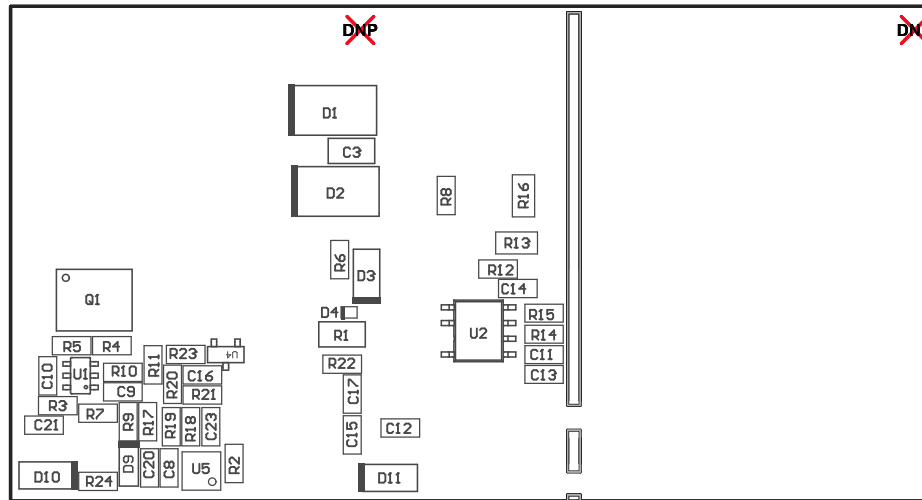 DNP
DN
D1
C3
D2
R8
R16
R13
R6
D3
R12
C14
Q1
D4
R15
R1
U2
R14
R5
R4
R11
R23
U4
C11
R22
C10
U1
R10
R20
C16
C13
C9
R21
C17
R3
R7
R9
R17
R19
R18
C23
C21
C15
C12
D9
C20
C8
U5
R2
D10
R24
D11